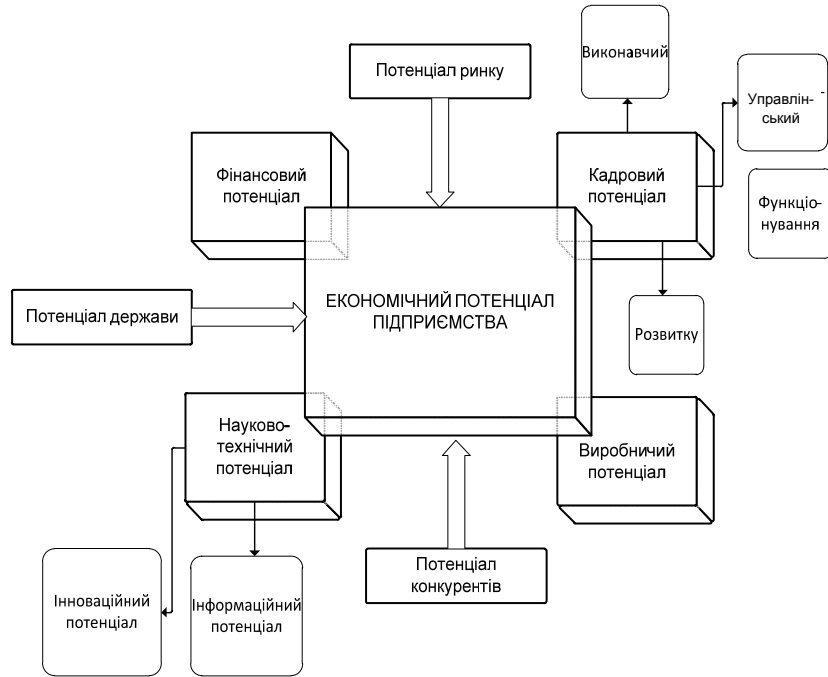 Виконавчий
Потенціал ринку
Управлін-
ський
Фінансовий
потенціал
Кадровий
потенціал
Функціо-
нування
ЕКОНОМІЧНИЙ ПОТЕНЦІАЛ
ПІДПРИЄМСТВА
Потенціал держави
Розвитку
Науково-
технічний
потенціал
Виробничий
потенціал
Потенціал
конкурентів
Інноваційний
потенціал
Інформаційний
потенціал